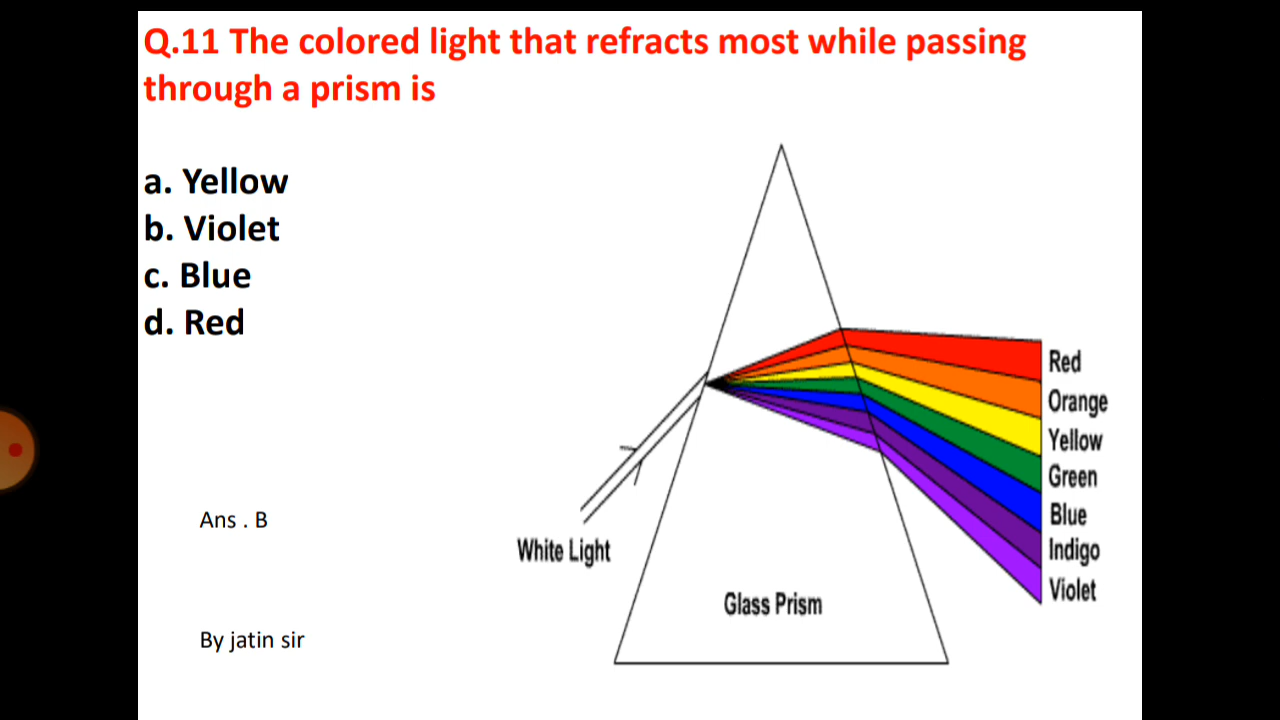 Q.11 The colored light that refracts most while passing
through a prism is
a. Yellow
b. Violet
c. Blue
d. Red
Ans . B
By jatin sir
White Light
Glass Prism
Red
Orange
Yellow
Green
Blue
Indigo
Violet